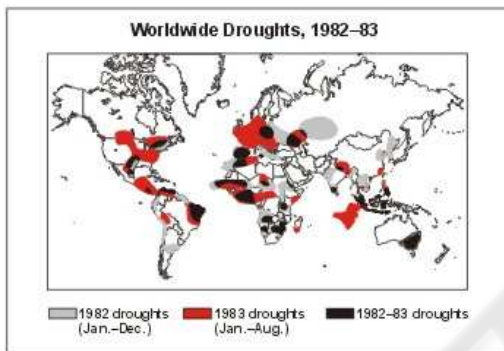 Worldwide Droughts, 1982–83
1982 droughts
(Jan.–Dec.)
1983 droughts
(Jan.–Aug.)
1982–83 droughts